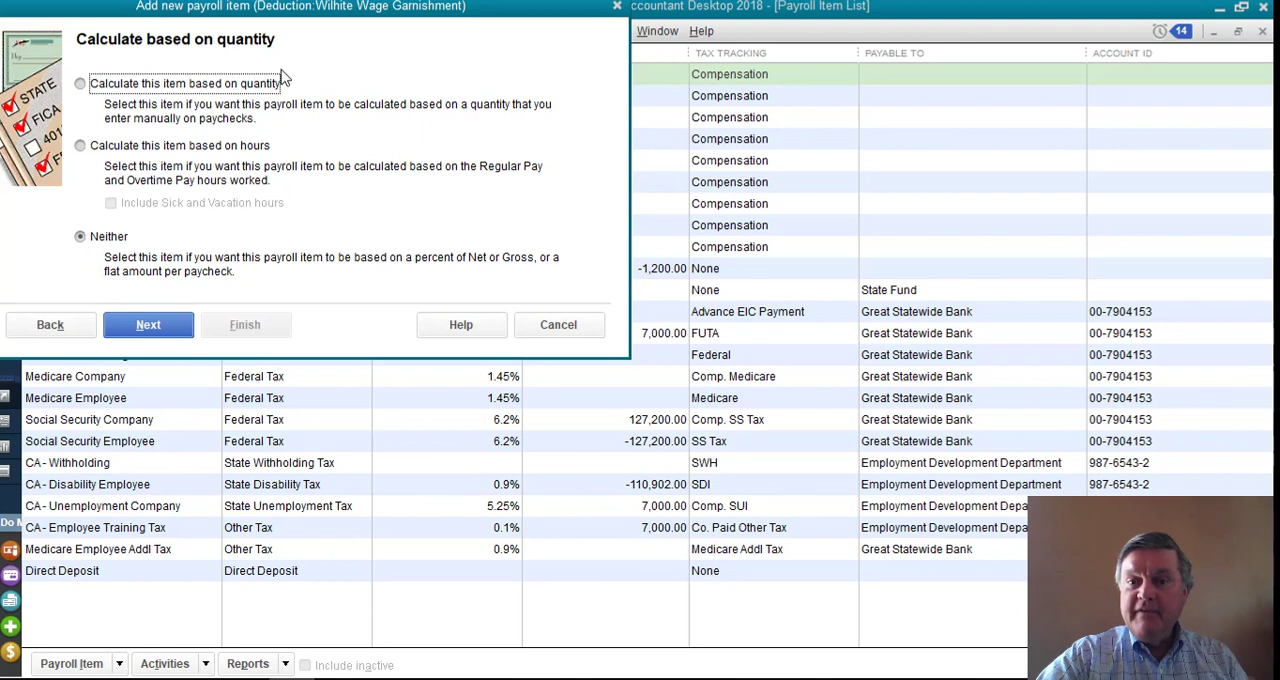 Add new payroll item (Deduction:Wilhite Wage Garnishment)
ccountant Desktop 2018 - [Payroll Item List]
Window Help
14
Calculate based on quantity
Calculate this item based on quantity
Select this item if you want this payroll item to be calculated based on a quantity that you
enter manually on paychecks.
Calculate this item based on hours
Select this item if you want this payroll item to be calculated based on the Regular Pay
and Overtime Pay hours worked.
Include Sick and Vacation hours
Neither
Select this item if you want this payroll item to be based on a percent of Net or Gross, or a
flat amount per paycheck.
Back Next Finish Help Cancel
STATE
FICA
401
TAX TRACKING PAYABLE TO ACCOUNT ID
Compensation
Compensation
Compensation
Compensation
Compensation
Compensation
Compensation
Compensation
Compensation
-1,200.00 None
None State Fund
Advance EIC Payment Great Statewide Bank 00-7904153
7,000.00 FUTA Great Statewide Bank 00-7904153
Federal Great Statewide Bank 00-7904153
Medicare Company Federal Tax 1.45% Comp. Medicare Great Statewide Bank 00-7904153
Medicare Employee Federal Tax 1.45% Medicare Great Statewide Bank 00-7904153
Social Security Company Federal Tax 6.2% 127,200.00 Comp. SS Tax Great Statewide Bank 00-7904153
Social Security Employee Federal Tax 6.2% -127,200.00 SS Tax Great Statewide Bank 00-7904153
CA - Withholding State Withholding Tax SWH Employment Development Department 987-6543-2
CA - Disability Employee State Disability Tax 0.9% -110,902.00 SDI Employment Development Department 987-6543-2
CA - Unemployment Company State Unemployment Tax 5.25% 7,000.00 Comp. SUI Employment Development Depa
CA - Employee Training Tax Other Tax 0.1% 7,000.00 Co. Paid Other Tax Employment Development Depa
Medicare Employee Addl Tax Other Tax 0.9% Medicare Addl Tax Great Statewide Bank
Direct Deposit Direct Deposit None
Do M
Payroll Item Activities Reports Include inactive